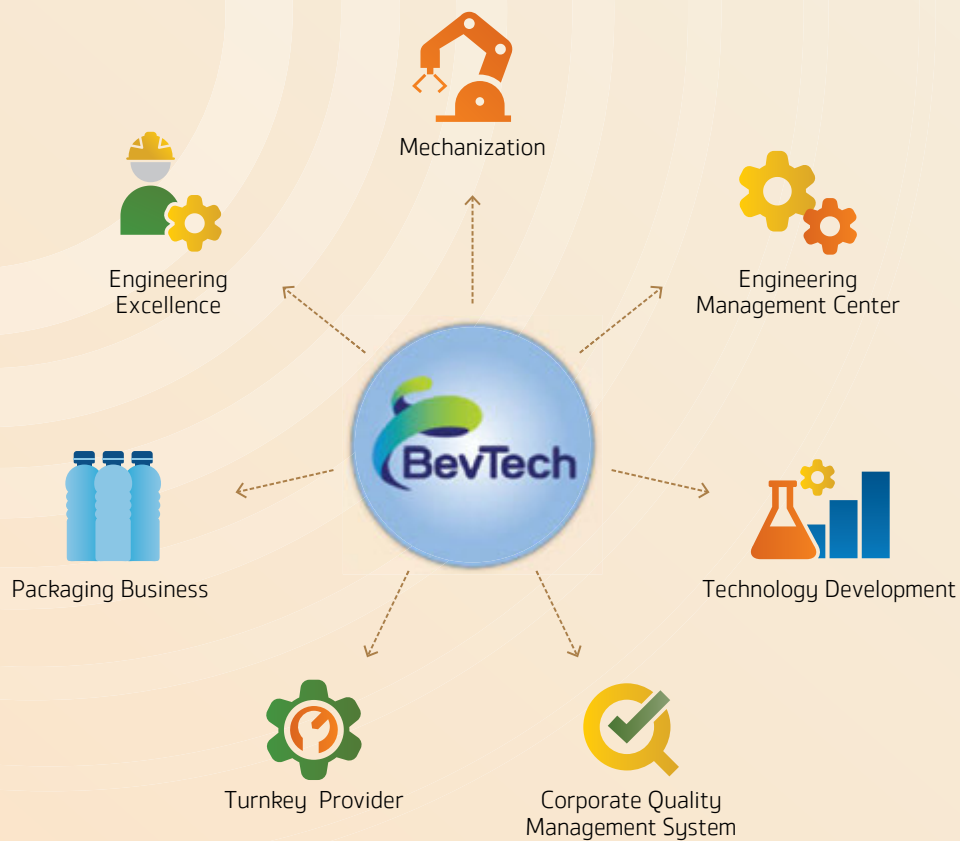 Mechanization
Engineering
Excellence
Engineering
Management Center
BevTech
Packaging Business
Technology Development
Turnkey Provider
Corporate Quality
Management System